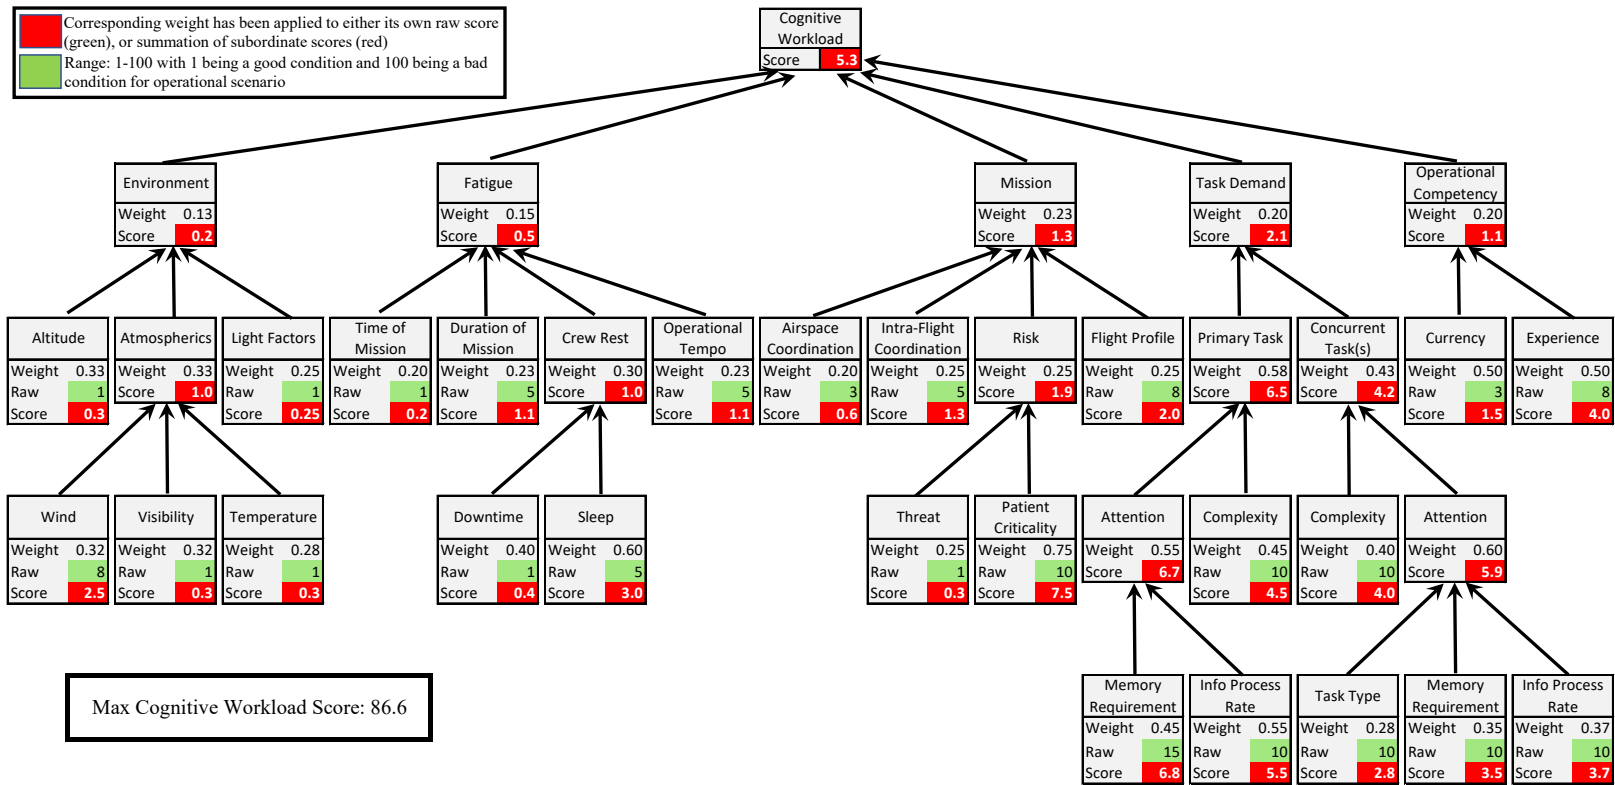 Corresponding weight has been applied to either its own raw score
(green), or summation of subordinate scores (red)
Range: 1-100 with 1 being a good condition and 100 being a bad
condition for operational scenario
Cognitive
Workload
Score 5.3
Environment
Weight 0.13
Score 0.2
Fatigue
Weight 0.15
Score 0.5
Mission
Weight 0.23
Score 1.3
Task Demand
Weight 0.20
Score 2.1
Operational
Competency
Weight 0.20
Score 1.1
Altitude
Weight 0.33
Raw 1
Score 0.3
Atmospherics
Weight 0.33
Score 1.0
Light Factors
Weight 0.25
Raw 1
Score 0.25
Time of
Mission
Weight 0.20
Raw 1
Score 0.2
Duration of
Mission
Weight 0.23
Raw 5
Score 1.1
Crew Rest
Weight 0.30
Score 1.0
Operational
Tempo
Weight 0.23
Raw 5
Score 1.1
Airspace
Coordination
Weight 0.20
Raw 3
Score 0.6
Intra-Flight
Coordination
Weight 0.25
Raw 5
Score 1.3
Risk
Weight 0.25
Score 1.9
Flight Profile
Weight 0.25
Raw 8
Score 2.0
Primary Task
Weight 0.58
Score 6.5
Concurrent
Task(s)
Weight 0.43
Score 4.2
Currency
Weight 0.50
Raw 3
Score 1.5
Experience
Weight 0.50
Raw 8
Score 4.0
Wind
Weight 0.32
Raw 8
Score 2.5
Visibility
Weight 0.32
Raw 1
Score 0.3
Temperature
Weight 0.28
Raw 1
Score 0.3
Downtime
Weight 0.40
Raw 1
Score 0.4
Sleep
Weight 0.60
Raw 5
Score 3.0
Threat
Weight 0.25
Raw 1
Score 0.3
Patient
Criticality
Weight 0.75
Raw 10
Score 7.5
Attention
Weight 0.55
Score 6.7
Complexity
Weight 0.45
Raw 10
Score 4.5
Complexity
Weight 0.40
Raw 10
Score 4.0
Attention
Weight 0.60
Score 5.9
Memory
Requirement
Weight 0.45
Raw 15
Score 6.8
Info Process
Rate
Weight 0.55
Raw 10
Score 5.5
Task Type
Weight 0.28
Raw 10
Score 2.8
Memory
Requirement
Weight 0.35
Raw 10
Score 3.5
Info Process
Rate
Weight 0.37
Raw 10
Score 3.7
Max Cognitive Workload Score: 86.6